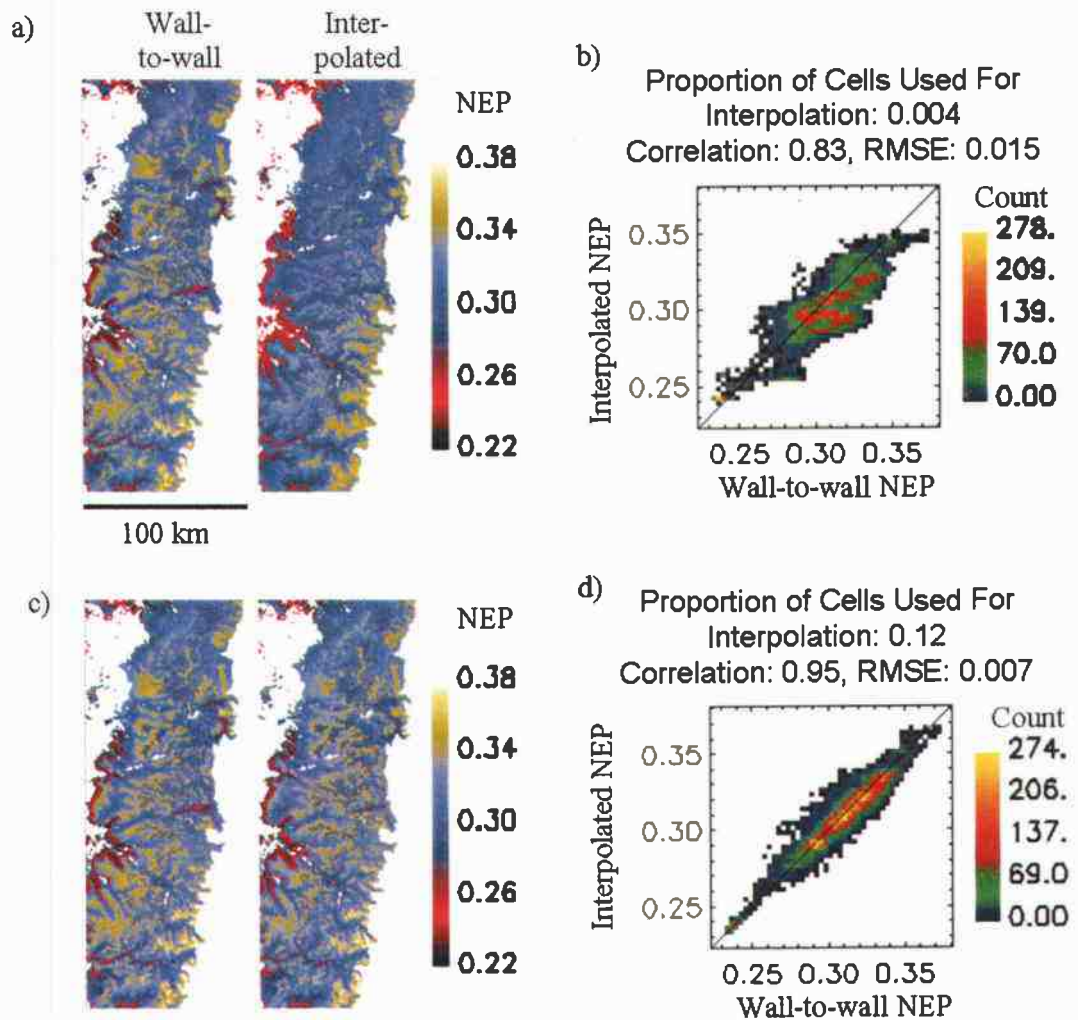 a)
Wall-
to-wall
Inter-
polated
NEP
0.38
0.34
0.30
0.26
0.22
100 km
b)
Proportion of Cells Used For
Interpolation: 0.004
Correlation: 0.83, RMSE: 0.015
Interpolated NEP
0.35
0.30
0.25
0.25 0.30 0.35
Wall-to-wall NEP
Count
278.
209.
139.
70.0
0.00
c)
NEP
0.38
0.34
0.30
0.26
0.22
d)
Proportion of Cells Used For
Interpolation: 0.12
Correlation: 0.95, RMSE: 0.007
Interpolated NEP
0.35
0.30
0.25
0.25 0.30 0.35
Wall-to-wall NEP
Count
274.
206.
137.
69.0
0.00